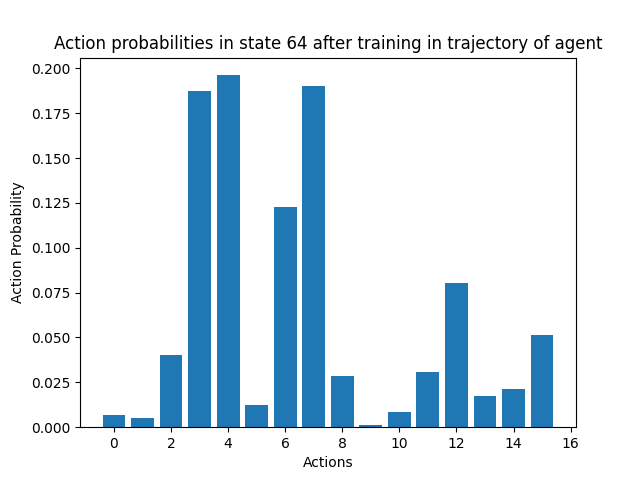 Action probabilities in state 64 after training in trajectory of agent
0.200
0.175
0.150
0.125
0.100
0.075
0.050
0.025
0.000
Action Probability
0 2 4 6 8 10 12 14 16
Actions